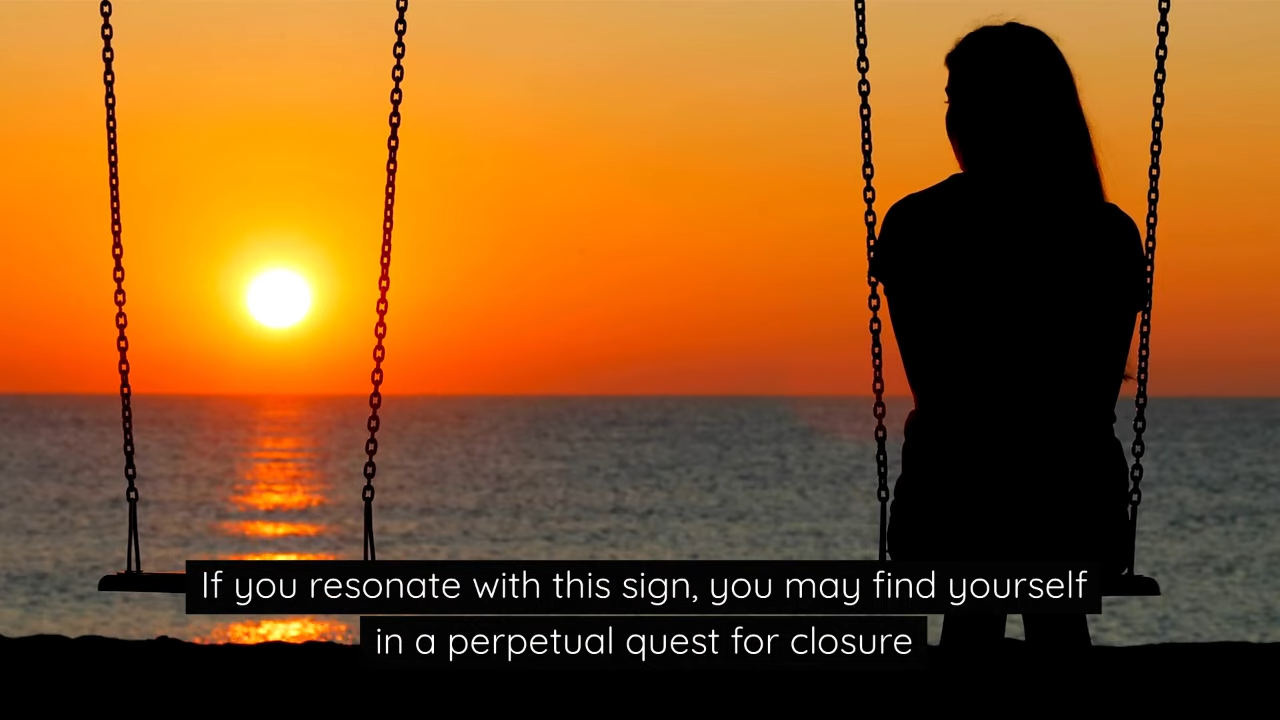 If you resonate with this sign, you may find yourself
in a perpetual quest for closure